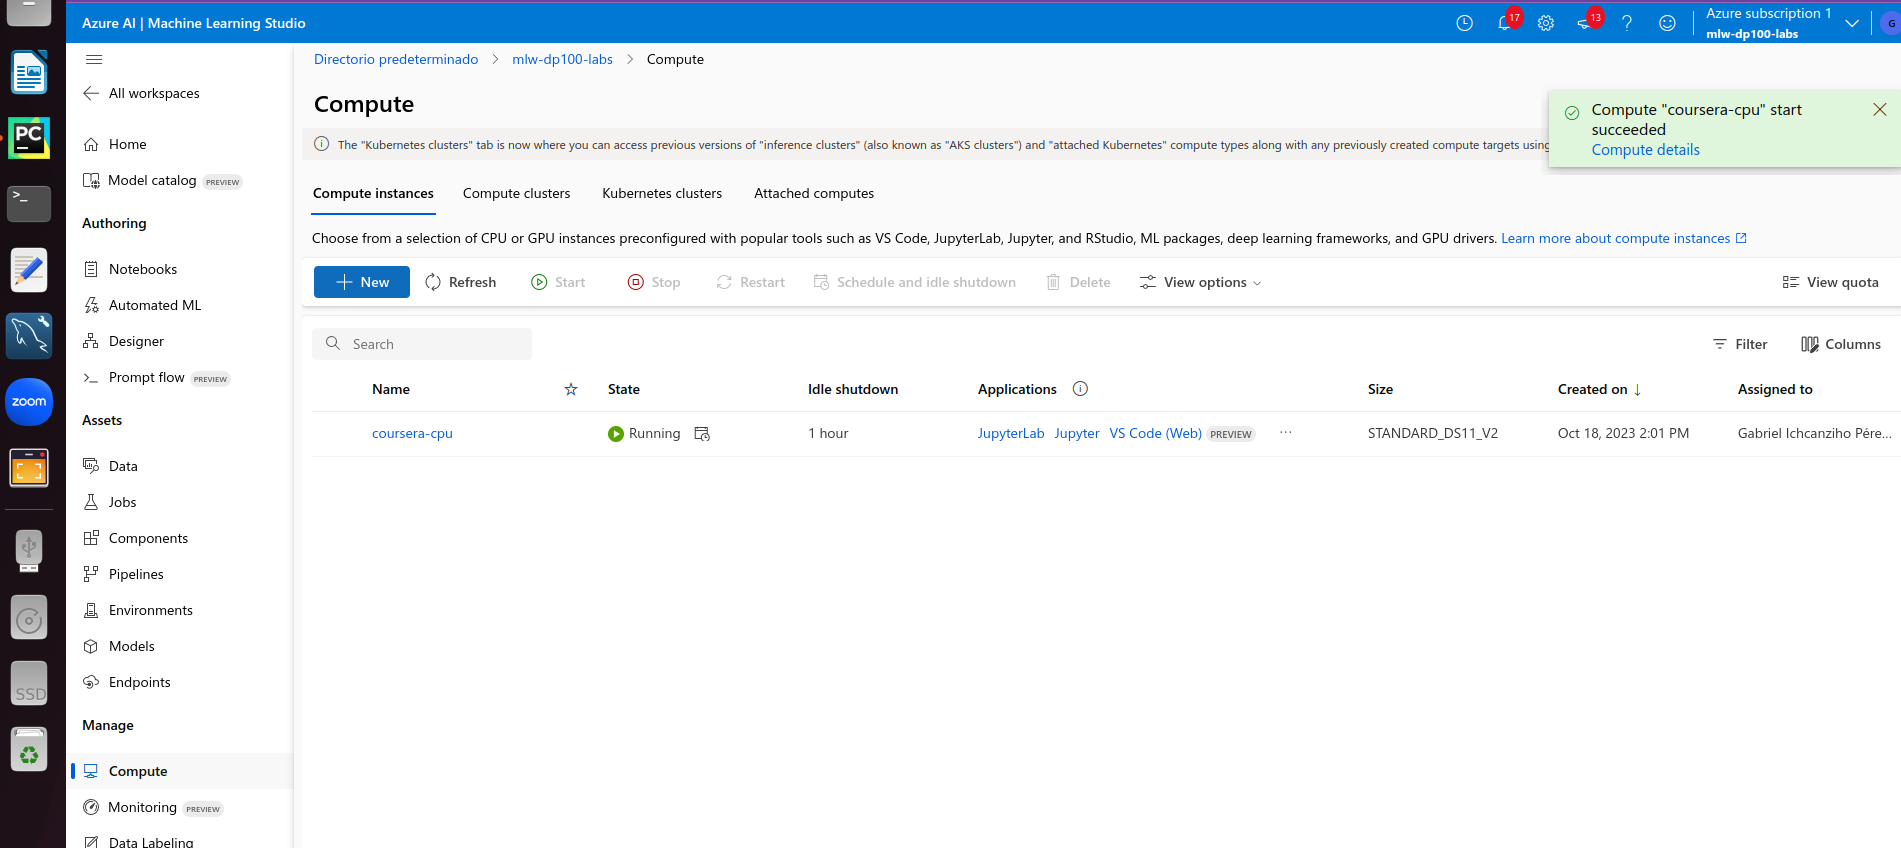 Azure AI | Machine Learning Studio
17
13
Azure subscription 1
mlw-dp100-labs
G
All workspaces
Home
Model catalog PREVIEW
Authoring
Notebooks
Automated ML
Designer
Prompt flow PREVIEW
Assets
Data
Jobs
Components
Pipelines
Environments
Models
Endpoints
Manage
Compute
Monitoring PREVIEW
Data Labeling
PC
>_
zoom
SSD
Directorio predeterminado > mlw-dp100-labs > Compute
Compute
The "Kubernetes clusters" tab is now where you can access previous versions of "inference clusters" (also known as "AKS clusters") and "attached Kubernetes" compute types along with any previously created compute targets using
Compute "coursera-cpu" start
succeeded
Compute details
Compute instances Compute clusters Kubernetes clusters Attached computes
Choose from a selection of CPU or GPU instances preconfigured with popular tools such as VS Code, JupyterLab, Jupyter, and RStudio, ML packages, deep learning frameworks, and GPU drivers. Learn more about compute instances
New Refresh Start Stop Restart Schedule and idle shutdown Delete View options View quota
Search
Filter Columns
Name State Idle shutdown Applications Size Created on ↓ Assigned to
coursera-cpu Running 1 hour JupyterLab Jupyter VS Code (Web) PREVIEW ... STANDARD_DS11_V2 Oct 18, 2023 2:01 PM Gabriel Ichcanziho Pére...